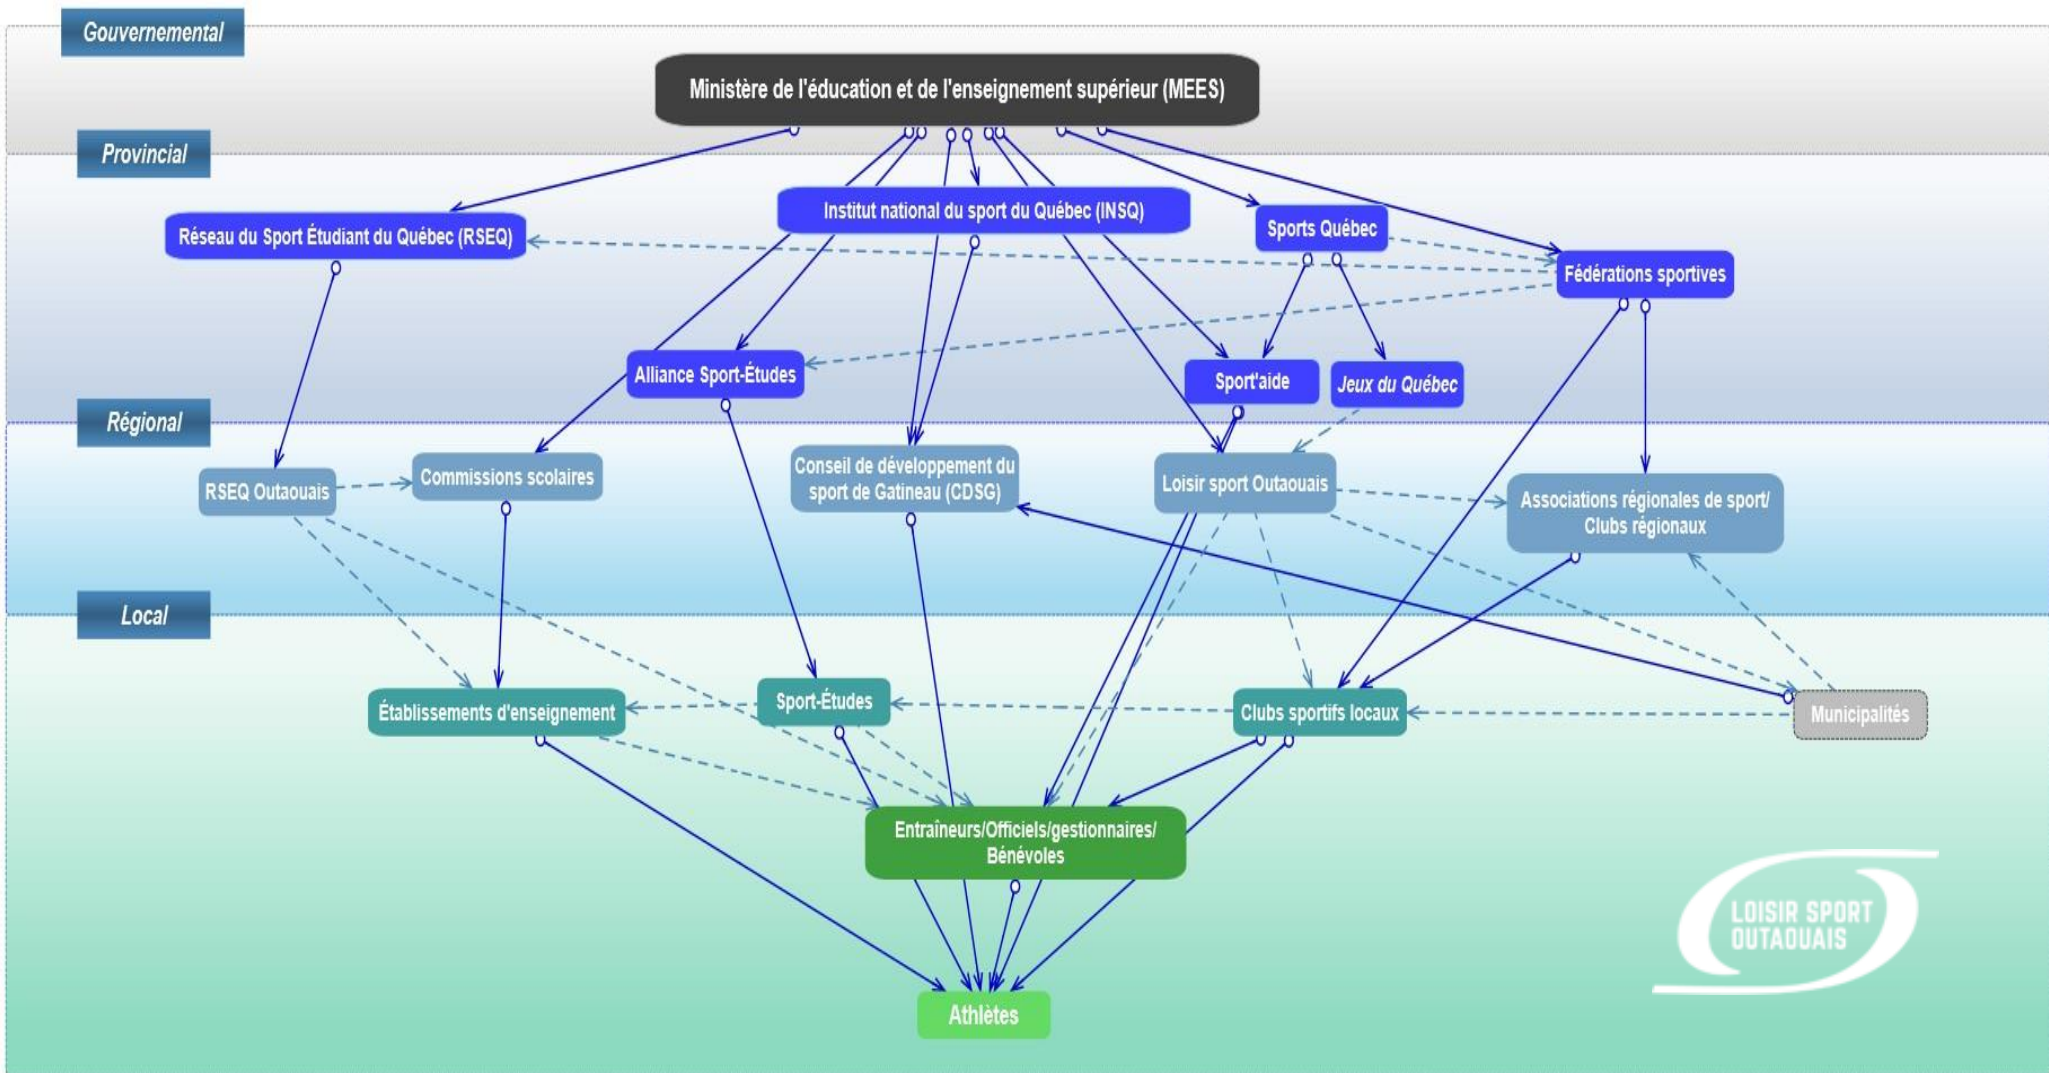 Gouvernemental
Ministère de l'éducation et de l'enseignement supérieur (MEES)
Provincial
Institut national du sport du Québec (INSQ)
Sports Québec
Réseau du Sport Étudiant du Québec (RSEQ)
Fédérations sportives
Alliance Sport-Études
Sport'aide
Jeux du Québec
Régional
RSEQ Outaouais
Commissions scolaires
Conseil de développement du
sport de Gatineau (CDSG)
Loisir sport Outaouais
Associations régionales de sport/
Clubs régionaux
Local
Établissements d'enseignement
Sport-Études
Clubs sportifs locaux
Municipalités
Entraîneurs/Officiels/gestionnaires/
Bénévoles
LOISIR SPORT
OUTAOUAIS
Athlètes